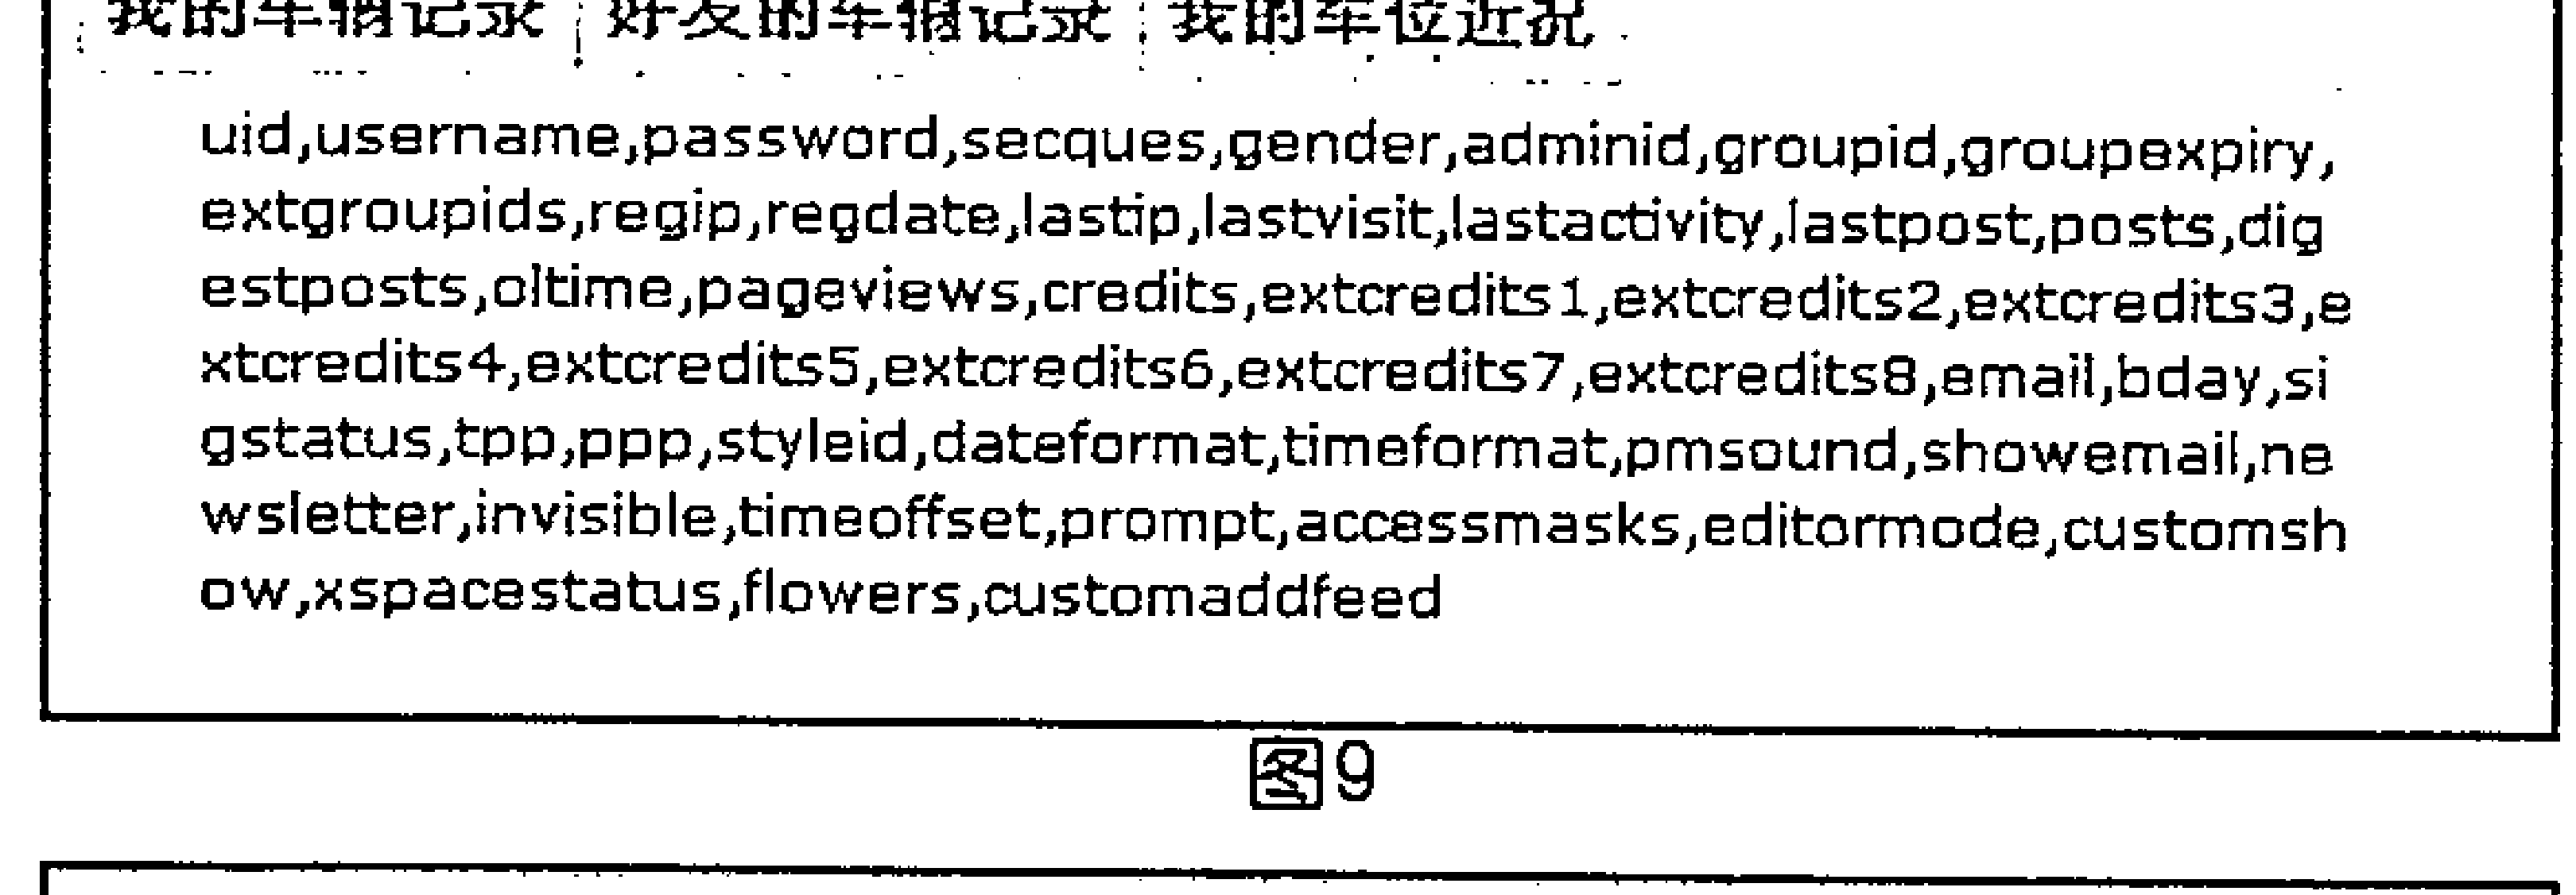 我的车辆记录 好友的车辆记录 我的车位近况
uid,username,password,secques,gender,adminid,groupid,groupexpiry,
extgroupids,regip,regdate,lastip,lastvisit,lastactivity,lastpost,posts,dig
estposts,oltime,pageviews,credits,extcredits1,extcredits2,extcredits3,e
xtcredits4,extcredits5,extcredits6,extcredits7,extcredits8,email,bday,si
gstatus,tpp,ppp,styleid,dateformat,timeformat,pmsound,showemail,ne
wsletter,invisible,timeoffset,prompt,accessmasks,editormode,customsh
ow,xspacestatus,flowers,customaddfeed
图9